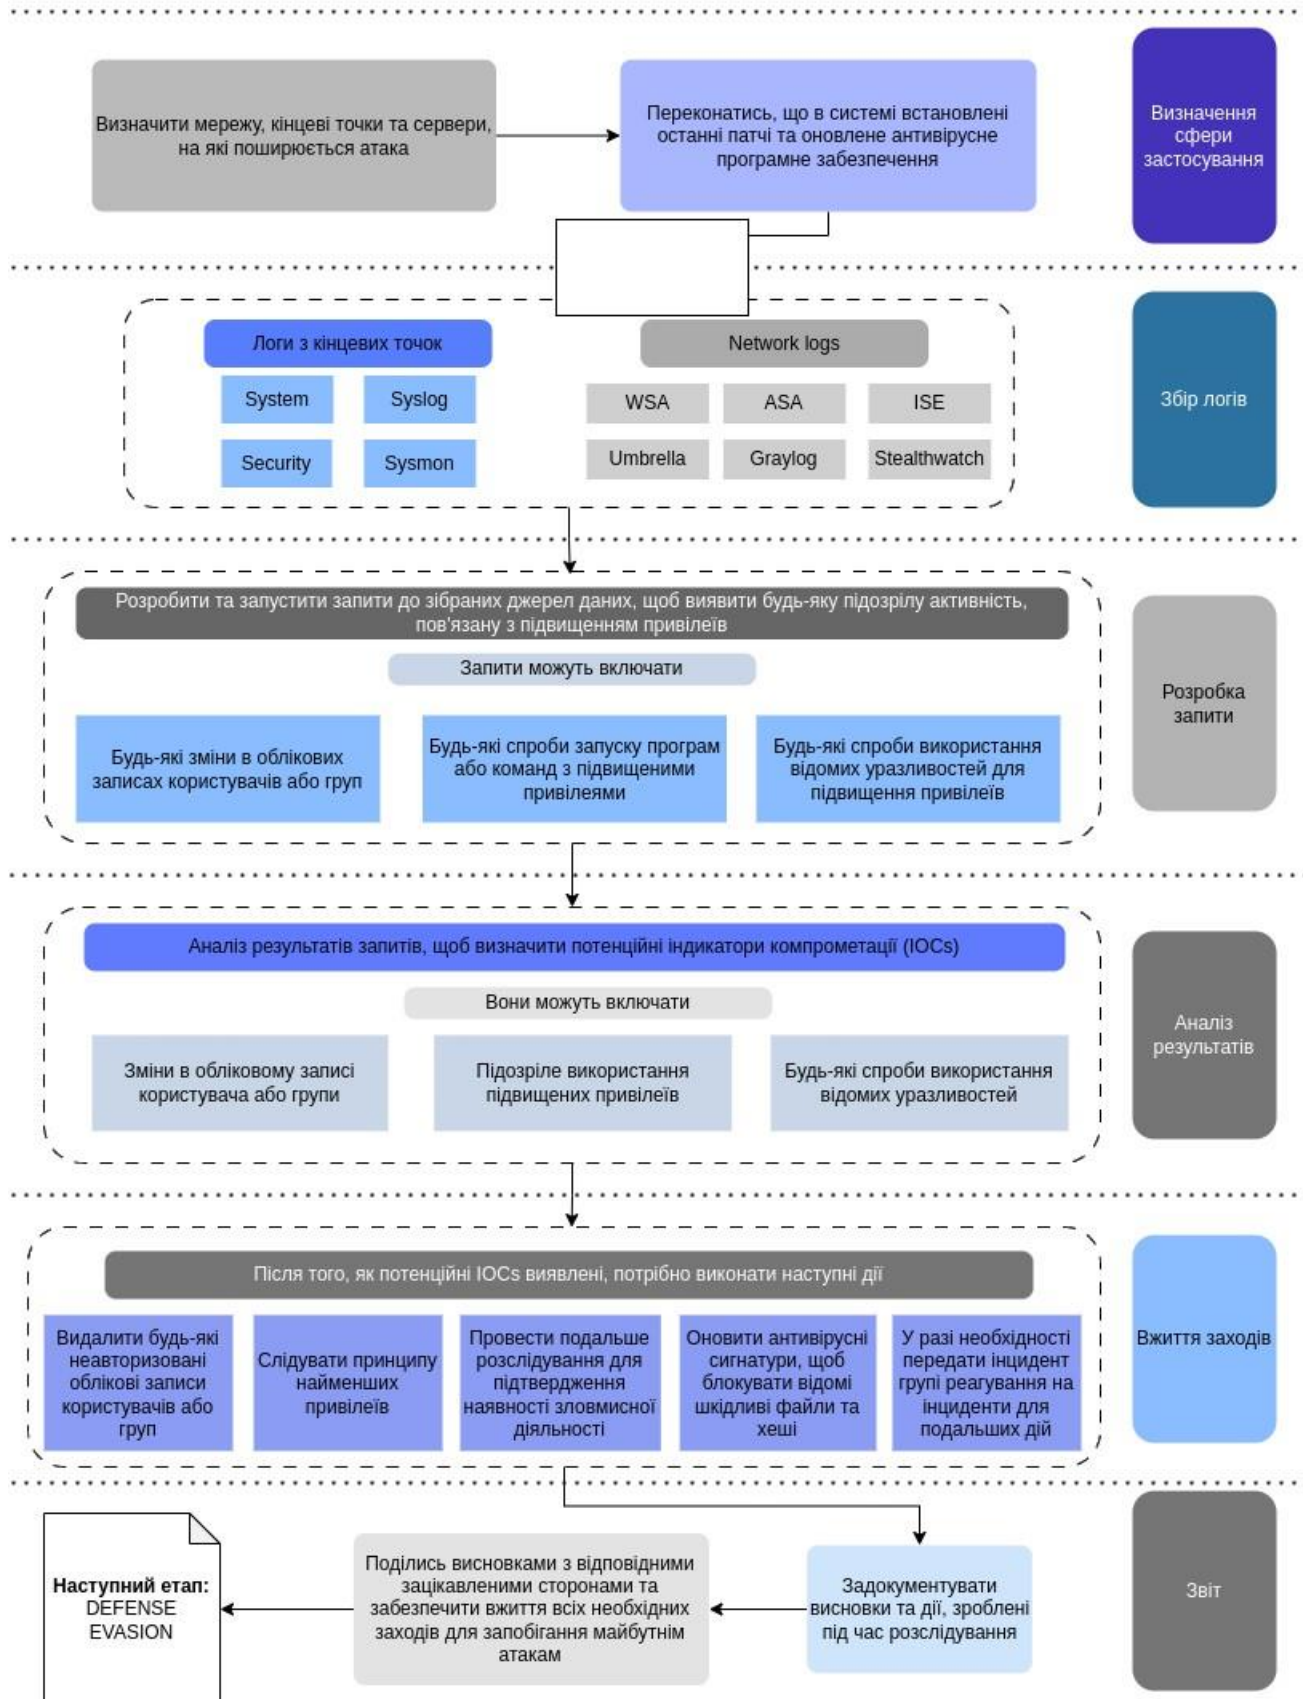 Визначити мережу, кінцеві точки та сервери,
на які поширюється атака
Переконатись, що в системі встановлені
останні патчі та оновлене антивірусне
програмне забезпечення
Визначення
сфери
застосування
Логи з кінцевих точок
System
Syslog
Security
Sysmon
Network logs
WSA
ASA
ISE
Umbrella
Graylog
Stealthwatch
Збір логів
Розробити та запустити запити до зібраних джерел даних, щоб виявити будь-яку підозрілу активність,
пов'язану з підвищенням привілеїв
Запити можуть включати
Будь-які зміни в облікових
записах користувачів або груп
Будь-які спроби запуску програм
або команд з підвищеними
привілеями
Будь-які спроби використання
відомих уразливостей для
підвищення привілеїв
Розробка
запити
Аналіз результатів запитів, щоб визначити потенційні індикатори компрометації (IOCs)
Вони можуть включати
Зміни в обліковому записі
користувача або групи
Підозріле використання
підвищених привілеїв
Будь-які спроби використання
відомих уразливостей
Аналіз
результатів
Після того, як потенційні IOCs виявлені, потрібно виконати наступні дії
Видалити будь-які
неавторизовані
облікові записи
користувачів або
груп
Слідувати принципу
найменших
привілеїв
Провести подальше
розслідування для
підтвердження
наявності зловмисної
діяльності
Оновити антивірусні
сигнатури, щоб
блокувати відомі
шкідливі файли та
хеші
У разі необхідності
передати інцидент
групі реагування на
інциденти для
подальших дій
Вжиття заходів
Наступний етап:
DEFENSE
EVASION
Поділись висновками з відповідними
зацікавленими сторонами та
забезпечити вжиття всіх необхідних
заходів для запобігання майбутнім
атакам
Задокументувати
висновки та дії, зроблені
під час розслідування
Звіт